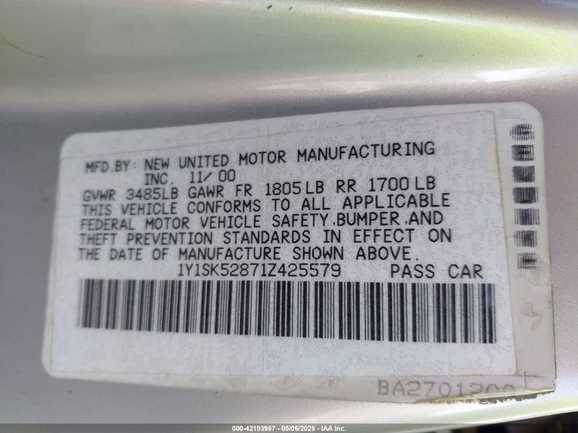 MFD.BY: NEW UNITED MOTOR MANUFACTURING
INC. 11/00
GVWR 3485LB GAWR FR 1805LB RR 1700LB
THIS VEHICLE CONFORMS TO ALL APPLICABLE
FEDERAL MOTOR VEHICLE SAFETY,BUMPER,AND
THEFT PREVENTION STANDARDS IN EFFECT ON
THE DATE OF MANUFACTURE SHOWN ABOVE.
1Y1SK52871Z425579 PASS CAR
000-42193967 - 05/06/2025 - IAA Inc.